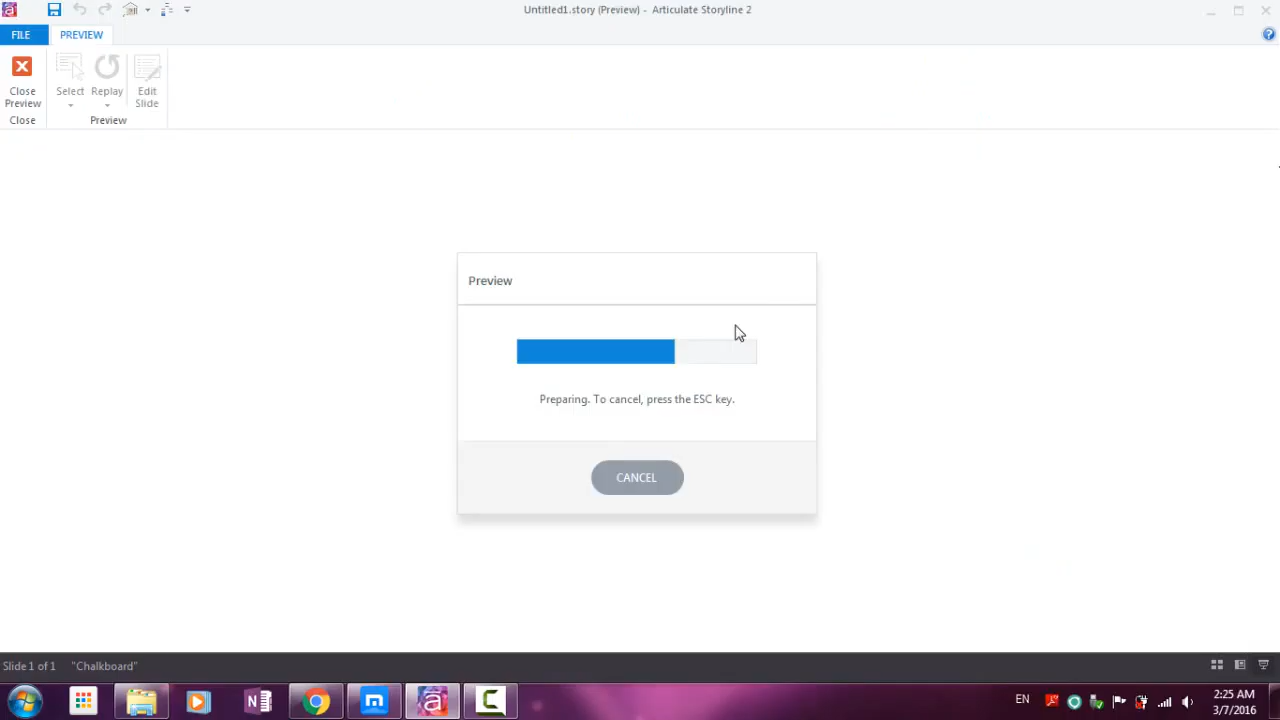 Untitled1.story (Preview) - Articulate Storyline 2
FILE
PREVIEW
Close Preview
Select
Replay
Edit Slide
Close
Preview
Preview
Preparing. To cancel, press the ESC key.
CANCEL
Slide 1 of 1
"Chalkboard"
EN
2:25 AM
3/7/2016